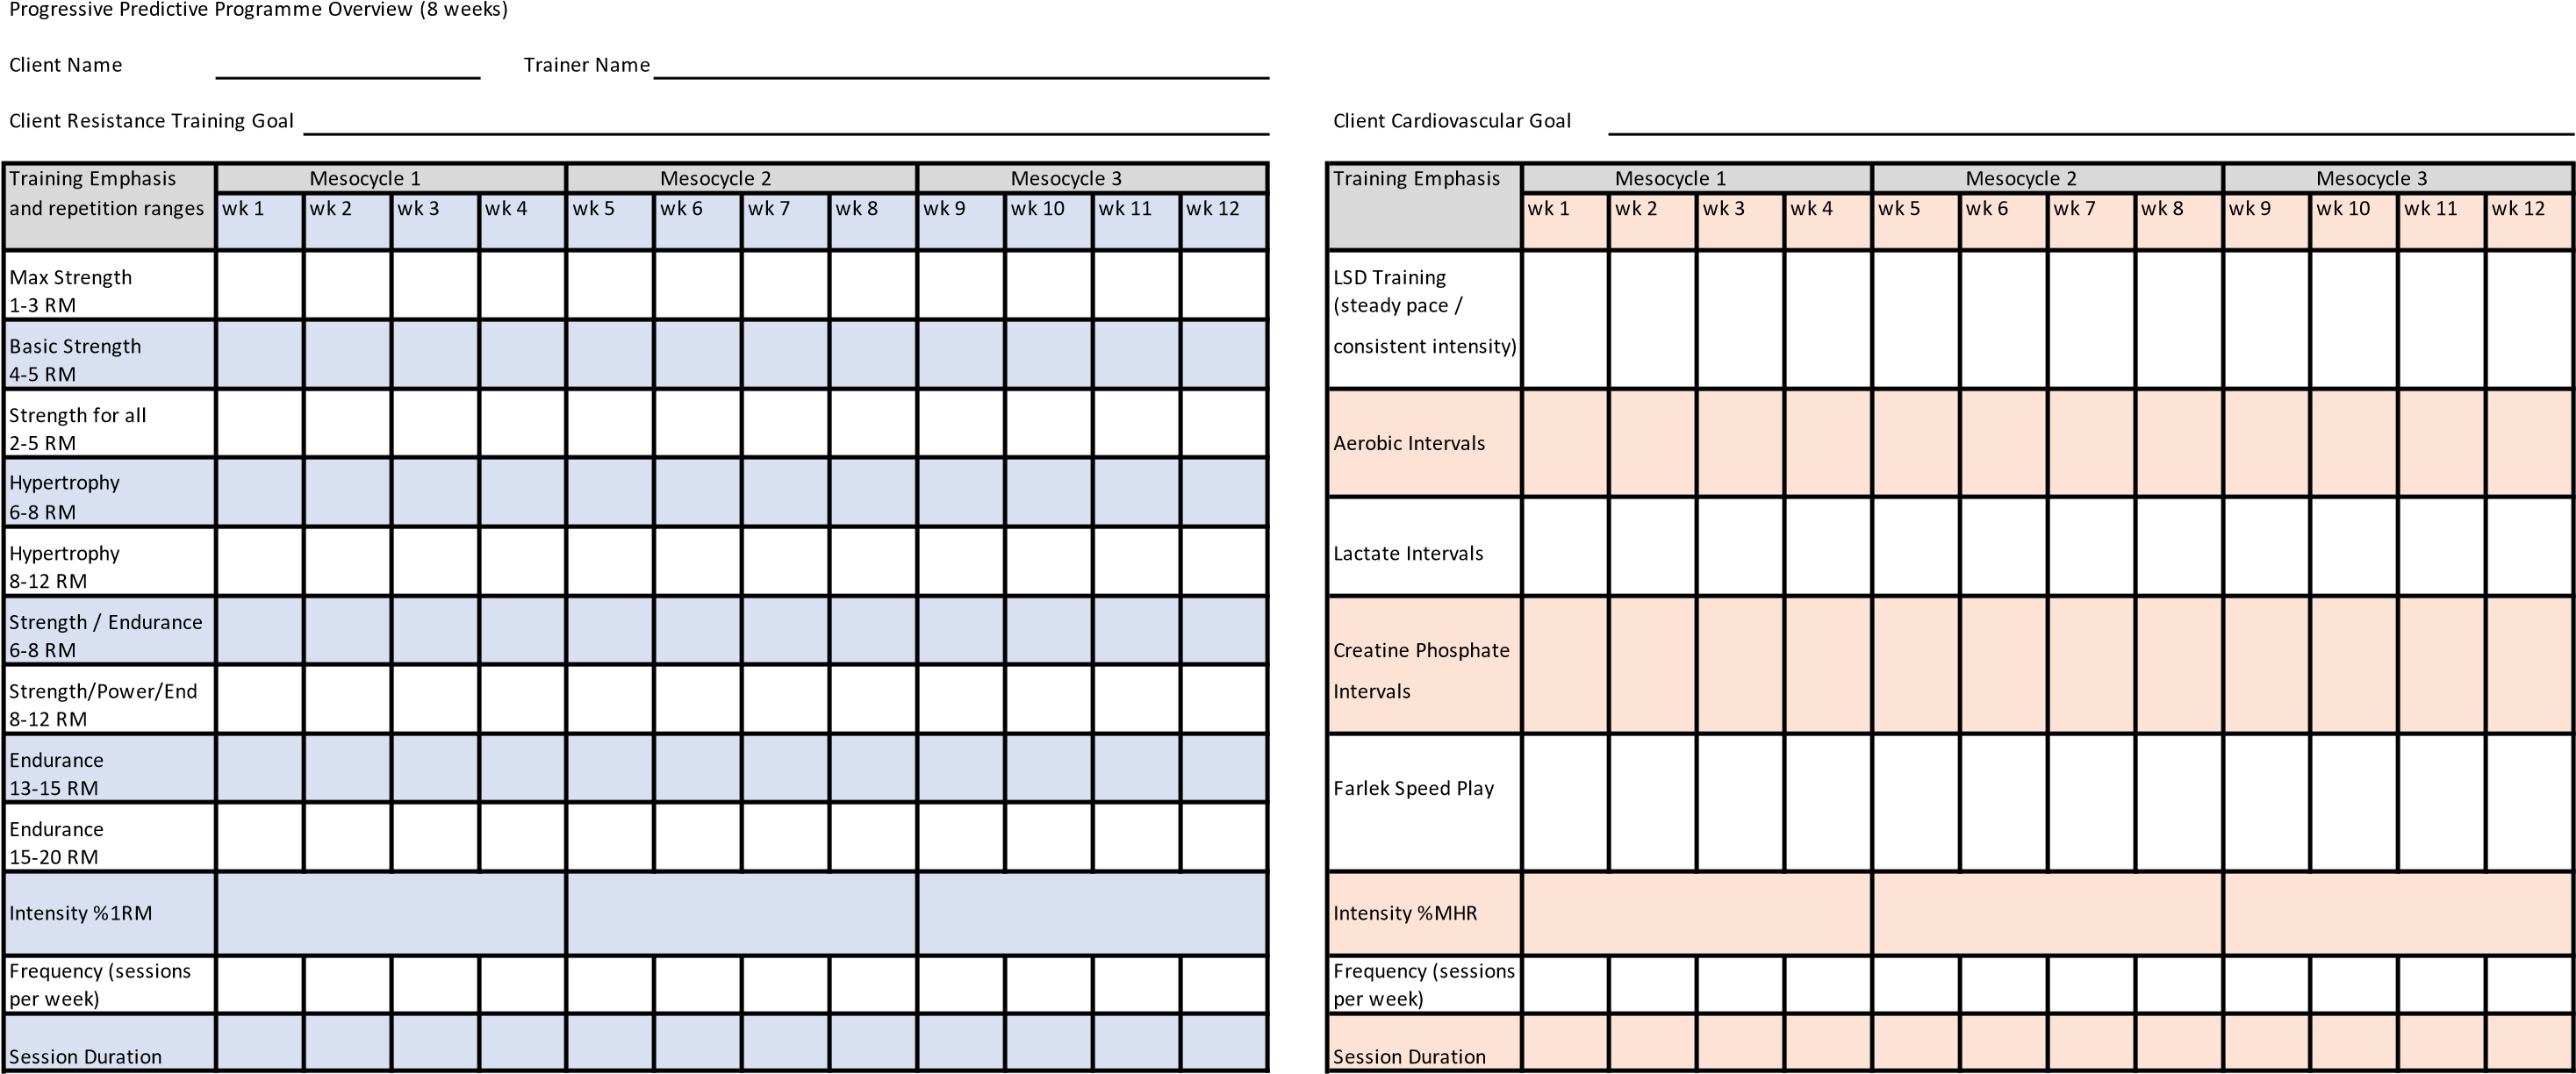 Progressive Predictive Programme Overview (8 weeks)
Client Name
Trainer Name
Client Resistance Training Goal
Training Emphasis and repetition ranges
Mesocycle 1
Mesocycle 2
Mesocycle 3
wk 1
wk 2
wk 3
wk 4
wk 5
wk 6
wk 7
wk 8
wk 9
wk 10
wk 11
wk 12
Max Strength
1-3 RM
Basic Strength
4-5 RM
Strength for all
2-5 RM
Hypertrophy
6-8 RM
Hypertrophy
8-12 RM
Strength / Endurance
6-8 RM
Strength/Power/End
8-12 RM
Endurance
13-15 RM
Endurance
15-20 RM
Intensity %1RM
Frequency (sessions
per week)
Session Duration
Client Cardiovascular Goal
Training Emphasis
Mesocycle 1
Mesocycle 2
Mesocycle 3
wk 1
wk 2
wk 3
wk 4
wk 5
wk 6
wk 7
wk 8
wk 9
wk 10
wk 11
wk 12
LSD Training
(steady pace /
consistent intensity)
Aerobic Intervals
Lactate Intervals
Creatine Phosphate
Intervals
Farlek Speed Play
Intensity %MHR
Frequency (sessions
per week)
Session Duration